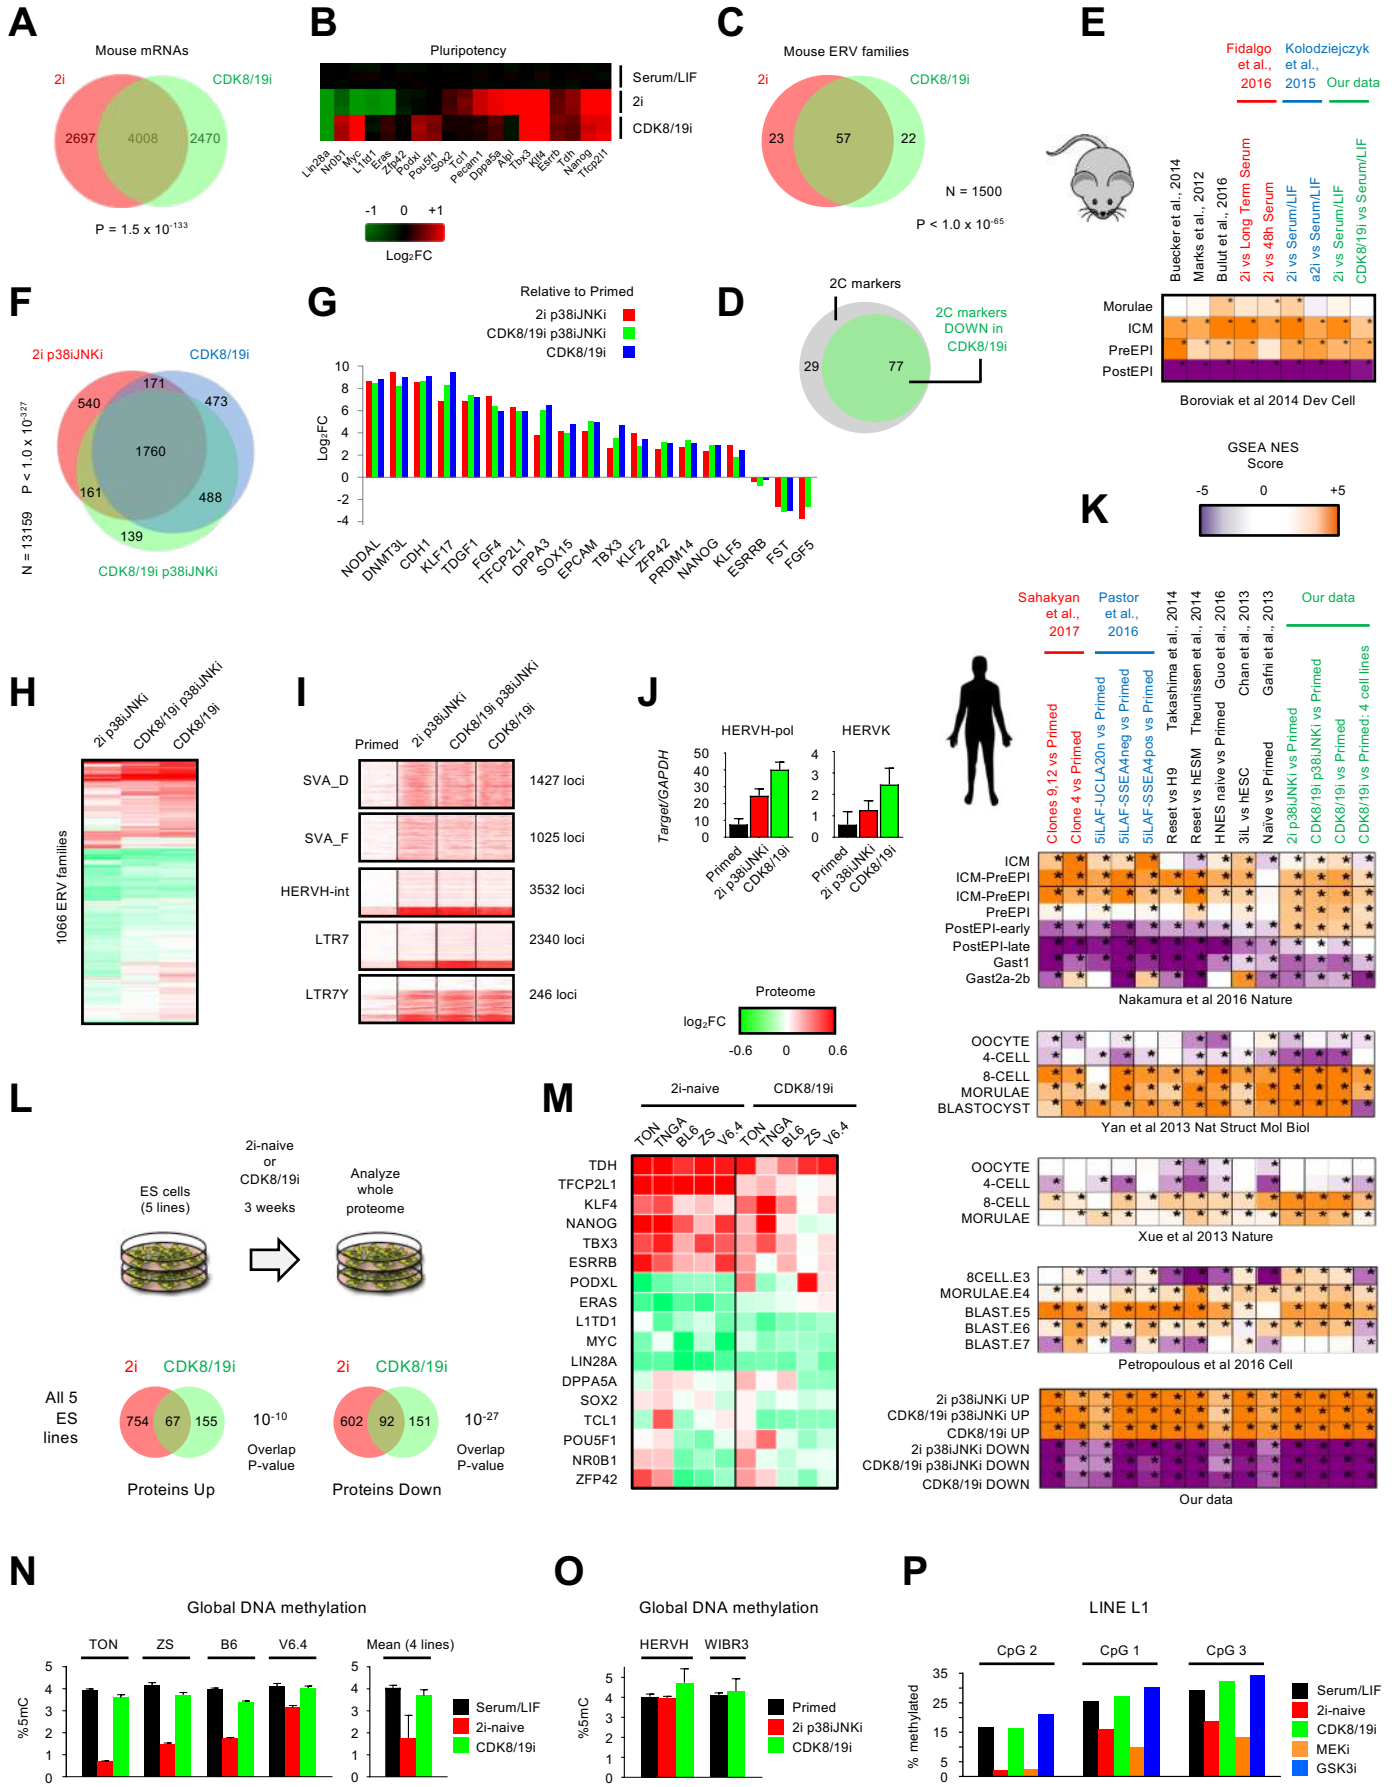 A
Mouse mRNAs
2i
CDK8/19i
2697
4008
2470
P = 1.5 x 10-133
B
Pluripotency
Serum/LIF
2i
CDK8/19i
Lin28a
Nr0b1
Myc
L1td1
Eras
Zfp42
Podxl
Pou5f1
Sox2
Tcl1
Pecam1
Dppa5a
Alpl
Tbx3
Klf4
Esrrb
Tdh
Nanog
Tfcp2l1
-1 0 +1
Log2FC
C
Mouse ERV families
2i
CDK8/19i
23
57
22
N = 1500
P < 1.0 x 10-65
D
2C markers
2C markers
DOWN in
CDK8/19i
29
77
E
Fidalgo
et al.,
2016
Kolodziejczyk
et al.,
2015
Our data
Buecker et al., 2014
Marks et al., 2012
Bulut et al., 2016
2i vs Long Term Serum
2i vs 48h Serum
2i vs Serum/LIF
a2i vs Serum/LIF
2i vs Serum/LIF
CDK8/19i vs Serum/LIF
Morulae
ICM
PreEPI
PostEPI
Boroviak et al 2014 Dev Cell
GSEA NES
Score
-5 0 +5
F
2i p38iJNKi
CDK8/19i
171
540
473
1760
161
488
139
CDK8/19i p38iJNKi
N = 13159 P < 1.0 x 10-327
G
Relative to Primed
2i p38iJNKi
CDK8/19i p38iJNKi
CDK8/19i
Log2FC
10
8
6
4
2
0
-2
-4
NODAL
DNMT3L
CDH1
KLF17
TDGF1
FGF4
TFCP2L1
DPPA3
SOX15
EPCAM
TBX3
KLF2
ZFP42
PRDM14
NANOG
KLF5
ESRRB
FST
FGF5
H
2i p38iJNKi
CDK8/19i p38iJNKi
CDK8/19i
1066 ERV families
I
Primed
2i p38iJNKi
CDK8/19i p38iJNKi
CDK8/19i
SVA_D
1427 loci
SVA_F
1025 loci
HERVH-int
3532 loci
LTR7
2340 loci
LTR7Y
246 loci
J
HERVH-pol
HERVK
Target/GAPDH
50
40
30
20
10
0
4
3
2
1
0
Primed
2i p38iJNKi
CDK8/19i
Primed
2i p38iJNKi
CDK8/19i
K
Sahakyan
et al.,
2017
Pastor
et al.,
2016
Our data
Clones 9,12 vs Primed
Clone 4 vs Primed
5iLAF-UCLA20n vs Primed
5iLAF-SSEA4neg vs Primed
5iLAF-SSEA4pos vs Primed
Reset vs H9 Takashima et al., 2014
Reset vs hESM Theunissen et al., 2014
HNES naive vs Primed Guo et al., 2016
3iL vs hESC Chan et al., 2013
Naïve vs Primed Gafni et al., 2013
2i p38iJNKi vs Primed
CDK8/19i p38iJNKi vs Primed
CDK8/19i vs Primed
CDK8/19i vs Primed: 4 cell lines
ICM
ICM-PreEPI
ICM-PreEPI
PreEPI
PostEPI-early
PostEPI-late
Gast1
Gast2a-2b
Nakamura et al 2016 Nature
OOCYTE
4-CELL
8-CELL
MORULAE
BLASTOCYST
Yan et al 2013 Nat Struct Mol Biol
OOCYTE
4-CELL
8-CELL
MORULAE
Xue et al 2013 Nature
8CELL.E3
MORULAE.E4
BLAST.E5
BLAST.E6
BLAST.E7
Petropoulous et al 2016 Cell
2i p38iJNKi UP
CDK8/19i p38iJNKi UP
CDK8/19i UP
2i p38iJNKi DOWN
CDK8/19i p38iJNKi DOWN
CDK8/19i DOWN
Our data
L
ES cells
(5 lines)
2i-naive
or
CDK8/19i
3 weeks
Analyze
whole
proteome
All 5
ES
lines
2i
CDK8/19i
754
67
155
10-10
Overlap
P-value
Proteins Up
2i
CDK8/19i
602
92
151
10-27
Overlap
P-value
Proteins Down
Proteome
log2FC
-0.6 0 0.6
M
2i-naive
CDK8/19i
TON
TNGA
BL6
ZS
V6.4
TON
TNGA
BL6
ZS
V6.4
TDH
TFCP2L1
KLF4
NANOG
TBX3
ESRRB
PODXL
ERAS
L1TD1
MYC
LIN28A
DPPA5A
SOX2
TCL1
POU5F1
NR0B1
ZFP42
N
Global DNA methylation
TON
ZS
B6
V6.4
Mean (4 lines)
%5mC
5
4
3
2
1
0
5
4
3
2
1
0
Serum/LIF
2i-naive
CDK8/19i
O
Global DNA methylation
HERVH
WIBR3
%5mC
5
4
3
2
1
0
Primed
2i p38iJNKi
CDK8/19i
P
LINE L1
CpG 2
CpG 1
CpG 3
% methylated
35
25
15
5
0
Serum/LIF
2i-naive
CDK8/19i
MEKi
GSK3i